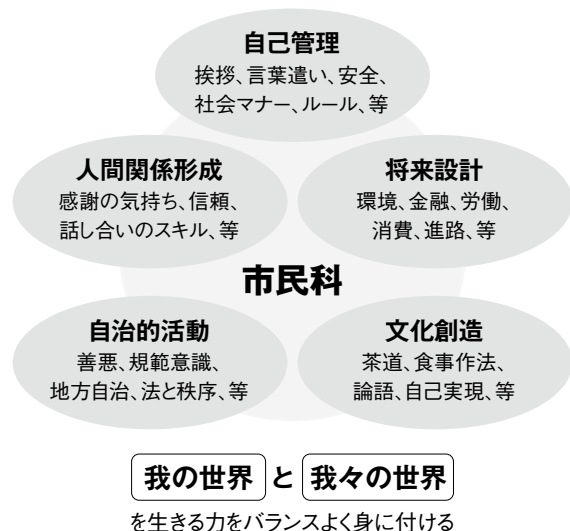 自己管理
挨拶、言葉遣い、安全、
社会マナー、ルール、等
人間関係形成
感謝の気持ち、信頼、
話し合いのスキル、等
将来設計
環境、金融、労働、
消費、進路、等
市民科
自治的活動
善悪、規範意識、
地方自治、法と秩序、等
文化創造
茶道、食事作法、
論語、自己実現、等
我の世界 と 我々の世界
を生きる力をバランスよく身に付ける